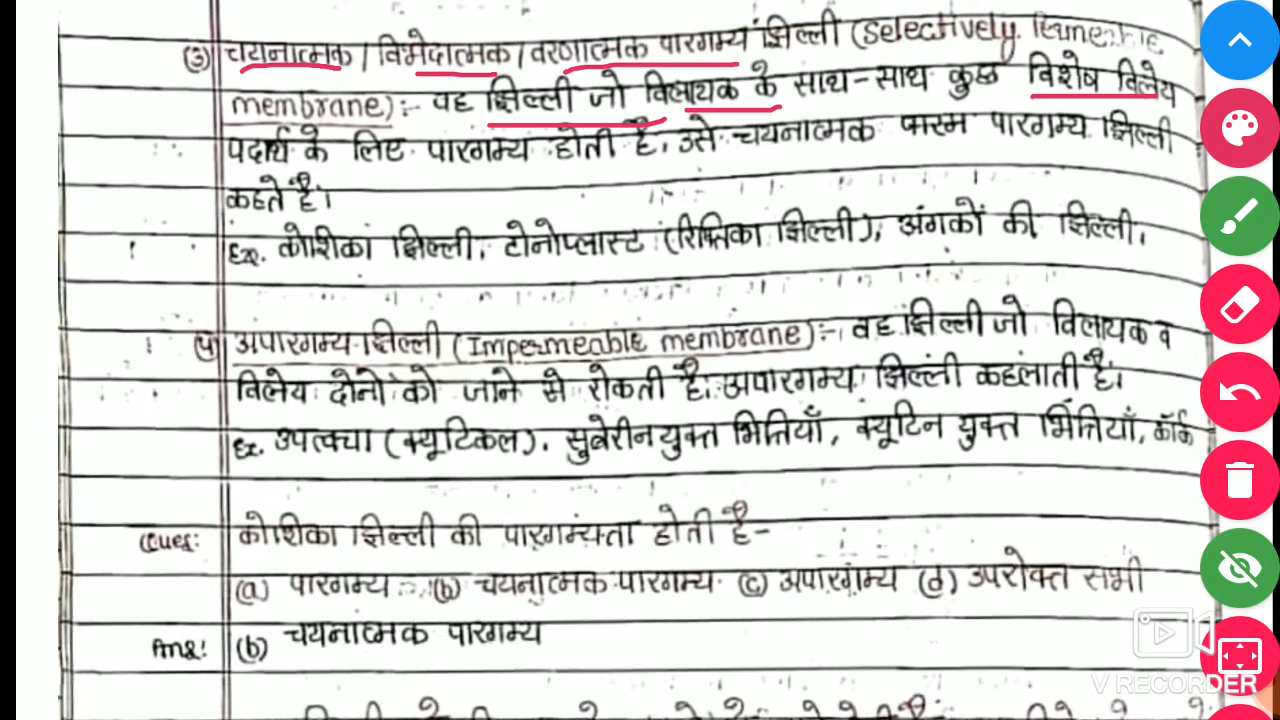 (3) चयनात्मक / विभेदात्मक / वरणात्मक पारगम्य झिल्ली (Selectively
membrane) :- वह झिल्ली जो विलायक के साथ-साथ कुछ विशेष विलेय
पदार्थ के लिए पारगम्य होती है, उसे चयनात्मक पारगम्य झिल्ली
कहते है।
Ex. कोशिका झिल्ली, टोनोप्लास्ट (रिक्तिका झिल्ली), अंगकों की झिल्ली,
(4) अपारगम्य झिल्ली (Impermeable membrane) :- वह झिल्ली जो विलायक व
विलेय दोनो को जाने से रोकती है, अपारगम्य झिल्ली कहलाती है।
Ex. उपत्वचा (क्यूटिकल), सुबेरीन युक्त भित्तियाँ, क्यूटिन युक्त भित्तियाँ, कॉर्क
Ques: कोशिका झिल्ली की पारगम्यता होती है-
(a) पारगम्य (b) चयनात्मक पारगम्य (c) अपारगम्य (d) उपरोक्त सभी
Ans: (b) चयनात्मक पारगम्य
V RECORDER